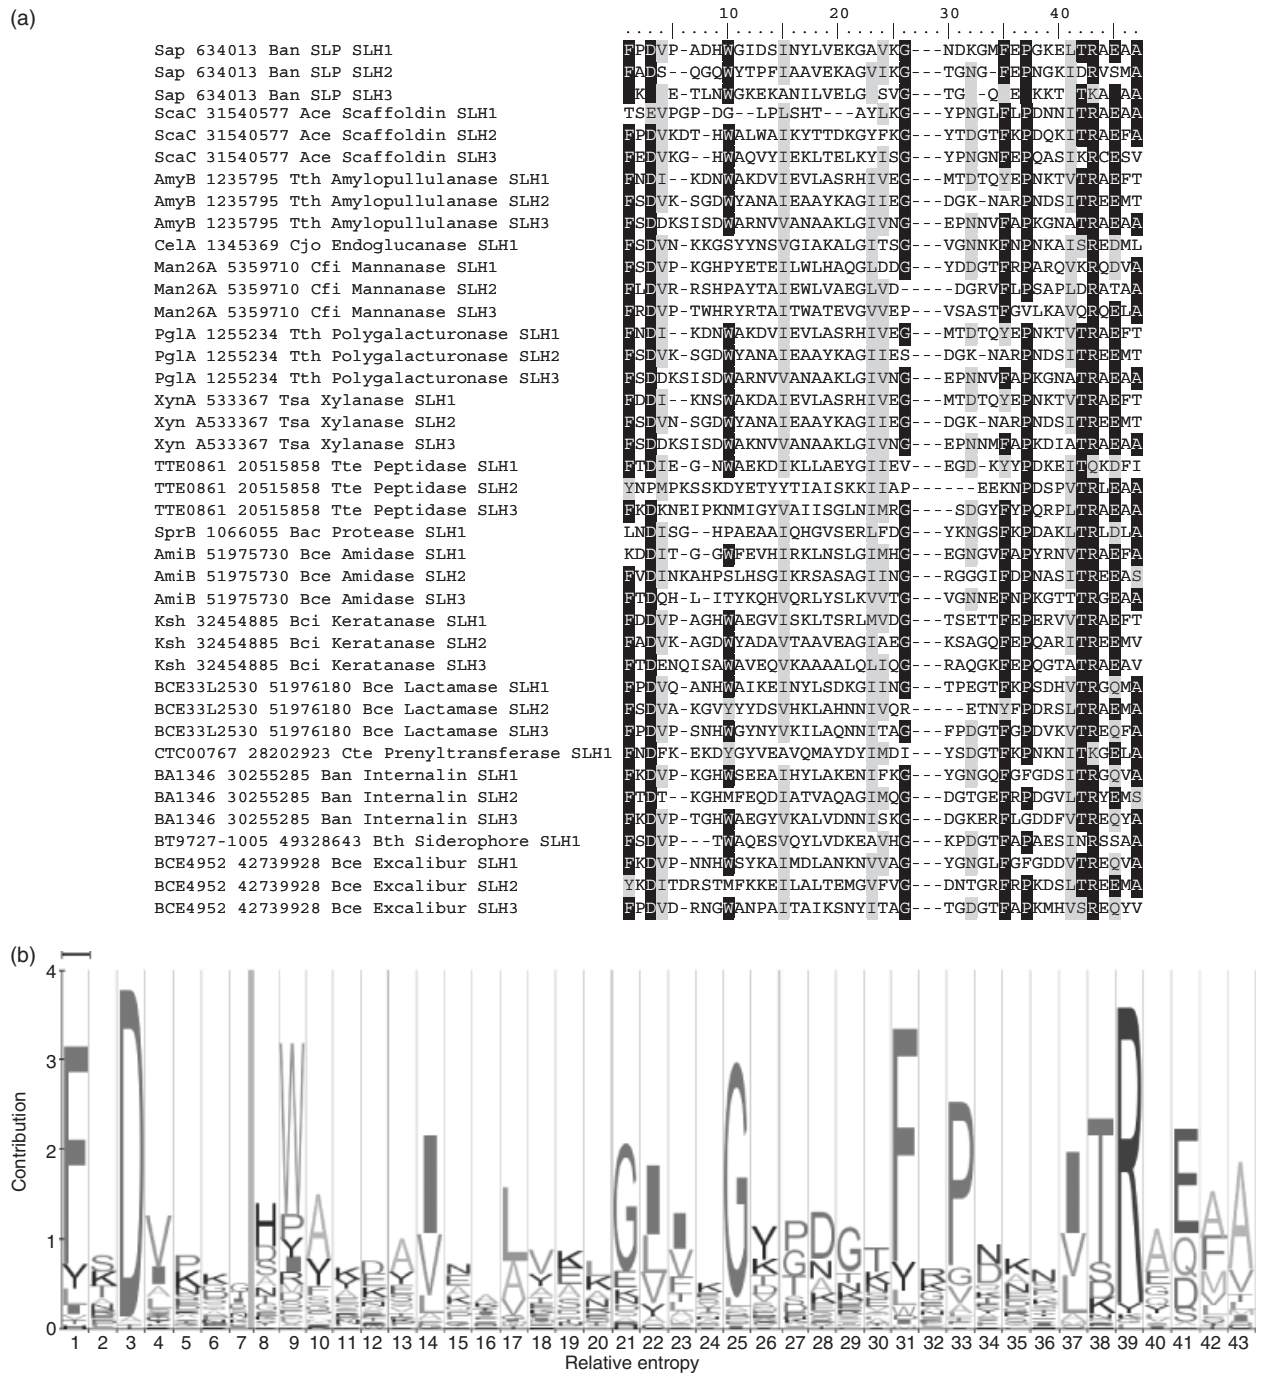 (a)
10 20 30 40
Sap 634013 Ban SLP SLH1 FPDVP-ADHWGIDSINYLVEKGAVKG---NDKGMFEPGKELTRAEAA
Sap 634013 Ban SLP SLH2 FADS--QGQWYTPFIAAVEKAGVIKG---TGNG-FEPNGKIDRVSMA
Sap 634013 Ban SLP SLH3 K E-TLNWGKEKANILVELG SVG---TG -Q E KKT TKA AA
ScaC 31540577 Ace Scaffoldin SLH1 TSEVPGP-DG--LPLSHT---AYLKG---YPNGLFLPDNNITRAEAA
ScaC 31540577 Ace Scaffoldin SLH2 FPDVKDT-HWALWAIKYTTDKGYFKG---YTDGTFKPDQKITRAEFA
ScaC 31540577 Ace Scaffoldin SLH3 FEDVKG--HWAQVYIEKLTELKYISG---YPNGNFEPQASIKRCESV
AmyB 1235795 Tth Amylopullulanase SLH1 FNDI--KDNWAKDVIEVLASRHIVEG---MTDTQYEPNKTVTRAEFT
AmyB 1235795 Tth Amylopullulanase SLH2 FSDVK-SGDWYANAIEAAYKAGIIEG---DGK-NARPNDSITREEMT
AmyB 1235795 Tth Amylopullulanase SLH3 FSDDKSISDWARNVVANAAKLGIVNG---EPNNVFAPKGNATRAEAA
CelA 1345369 Cjo Endoglucanase SLH1 FSDVN-KKGSYYNSVGIAKALGITSG---VGNNKFNPNKAISREDML
Man26A 5359710 Cfi Mannanase SLH1 FSDVP-KGHPYETEILWLHAQGLDDG---YDDGTFRPARQVKRQDVA
Man26A 5359710 Cfi Mannanase SLH2 FLDVR-RSHPAYTAIEWLVAEGLVD-----DGRVFLPSAPLDRATAA
Man26A 5359710 Cfi Mannanase SLH3 FRDVP-TWHRYRTAITWATEVGVVEP---VSASTFGVLKAVQRQELA
PglA 1255234 Tth Polygalacturonase SLH1 FNDI--KDNWAKDVIEVLASRHIVEG---MTDTQYEPNKTVTRAEFT
PglA 1255234 Tth Polygalacturonase SLH2 FSDVK-SGDWYANAIEAAYKAGIIES---DGK-NARPNDSITREEMT
PglA 1255234 Tth Polygalacturonase SLH3 FSDDKSISDWARNVVANAAKLGIVNG---EPNNVFAPKGNATRAEAA
XynA 533367 Tsa Xylanase SLH1 FDDI--KNSWAKDAIEVLASRHIVEG---MTDTQYEPNKTVTRAEFT
Xyn A533367 Tsa Xylanase SLH2 FSDVN-SGDWYANAIEAAYKAGIIEG---DGK-NARPNDSITREEMT
Xyn A533367 Tsa Xylanase SLH3 FSDDKSISDWAKNVVANAAKLGIVNG---EPNNMFAPKDIATRAEAA
TTE0861 20515858 Tte Peptidase SLH1 FTDIE-G-NWAEKDIKLLAEYGIIEV---EGD-KYYPDKEITQKDFI
TTE0861 20515858 Tte Peptidase SLH2 YNPMPKSSKDYETYYTIAISKKIIAP------EEKNPDSPVTRLEAA
TTE0861 20515858 Tte Peptidase SLH3 FKDKNEIPKNMIGYVAIISGLNIMRG----SDGYFYPQRPLTRAEAA
SprB 1066055 Bac Protease SLH1 LNDISG--HPAEAAIQHGVSERLFDG---YKNGSFKPDAKLTRLDLA
AmiB 51975730 Bce Amidase SLH1 KDDIT-G-GWFEVHIRKLNSLGIMHG---EGNGVFAPYRNVTRAEFA
AmiB 51975730 Bce Amidase SLH2 FVDINKAHPSLHSGIKRSASAGIING---RGGGIFDPNASITREEAS
AmiB 51975730 Bce Amidase SLH3 FTDQH-L-ITYKQHVQRLYSLKVVTG---VGNNEFNPKGTTTRGEAA
Ksh 32454885 Bci Keratanase SLH1 FDDVP-AGHWAEGVISKLTSRLMVDG---TSETTFEPERVVTRAEFT
Ksh 32454885 Bci Keratanase SLH2 FADVK-AGDWYADAVTAAVEAGIAEG---KSAGQFEPQARITREEMV
Ksh 32454885 Bci Keratanase SLH3 FTDENQISAWAVEQVKAAAALQLIQG---RAQGKFEPQGTATRAEAV
BCE33L2530 51976180 Bce Lactamase SLH1 FPDVQ-ANHWAIKEINYLSDKGIING---TPEGTFKPSDHVTRGQMA
BCE33L2530 51976180 Bce Lactamase SLH2 FSDVA-KGVYYYDSVHKLAHNNIVQR-----ETNYFPDRSLTRAEMA
BCE33L2530 51976180 Bce Lactamase SLH3 FPDVP-SNHWGYNYVKILAQNNITAG---FPDGTFGPDVKVTREQFA
CTC00767 28202923 Cte Prenyltransferase SLH1 FNDFK-EKDYGYVEAVQMAYDYIMDI---YSDGTFKPNKNITKGELA
BA1346 30255285 Ban Internalin SLH1 FKDVP-KGHWSEEAIHYLAKENIFKG---YGNGQFGFGDSITRGQVA
BA1346 30255285 Ban Internalin SLH2 FTDT--KGHMFEQDIATVAQAGIMQG---DGTGEFRPDGVLTRYEMS
BA1346 30255285 Ban Internalin SLH3 FKDVP-TGHWAEGYVKALVDNNISKG---DGKERFLGDDFVTREQYA
BT9727-1005 49328643 Bth Siderophore SLH1 FSDVP---TWAQESVQYLVDKEAVHG---KPDGTFAPAESINRSSAA
BCE4952 42739928 Bce Excalibur SLH1 FKDVP-NNHWSYKAIMDLANKNVVAG---YGNGLFGFGDDVTREQVA
BCE4952 42739928 Bce Excalibur SLH2 YKDITDRSTMFKKEILALTEMGVFVG---DNTGRFRPKDSLTREEMA
BCE4952 42739928 Bce Excalibur SLH3 FPDVD-RNGWANPAITAIKSNYITAG---TGDGTFAPKMHVSREQYV
(b)
4
3
2
1
0
Contribution
1 2 3 4 5 6 7 8 9 10 11 12 13 14 15 16 17 18 19 20 21 22 23 24 25 26 27 28 29 30 31 32 33 34 35 36 37 38 39 40 41 42 43
Relative entropy